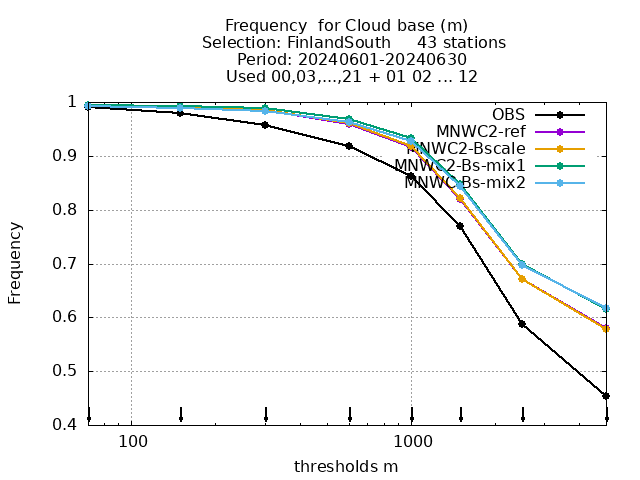 Frequency  for Cloud base (m)
Selection: FinlandSouth     43 stations
Period: 20240601-20240630
Used 00,03,...,21 + 01 02 ... 12
OBS
MNWC2-ref
MNWC2-Bscale
MNWC2-Bs-mix1
MNWC2-Bs-mix2
Frequency
1
0.9
0.8
0.7
0.6
0.5
0.4
100
1000
thresholds m